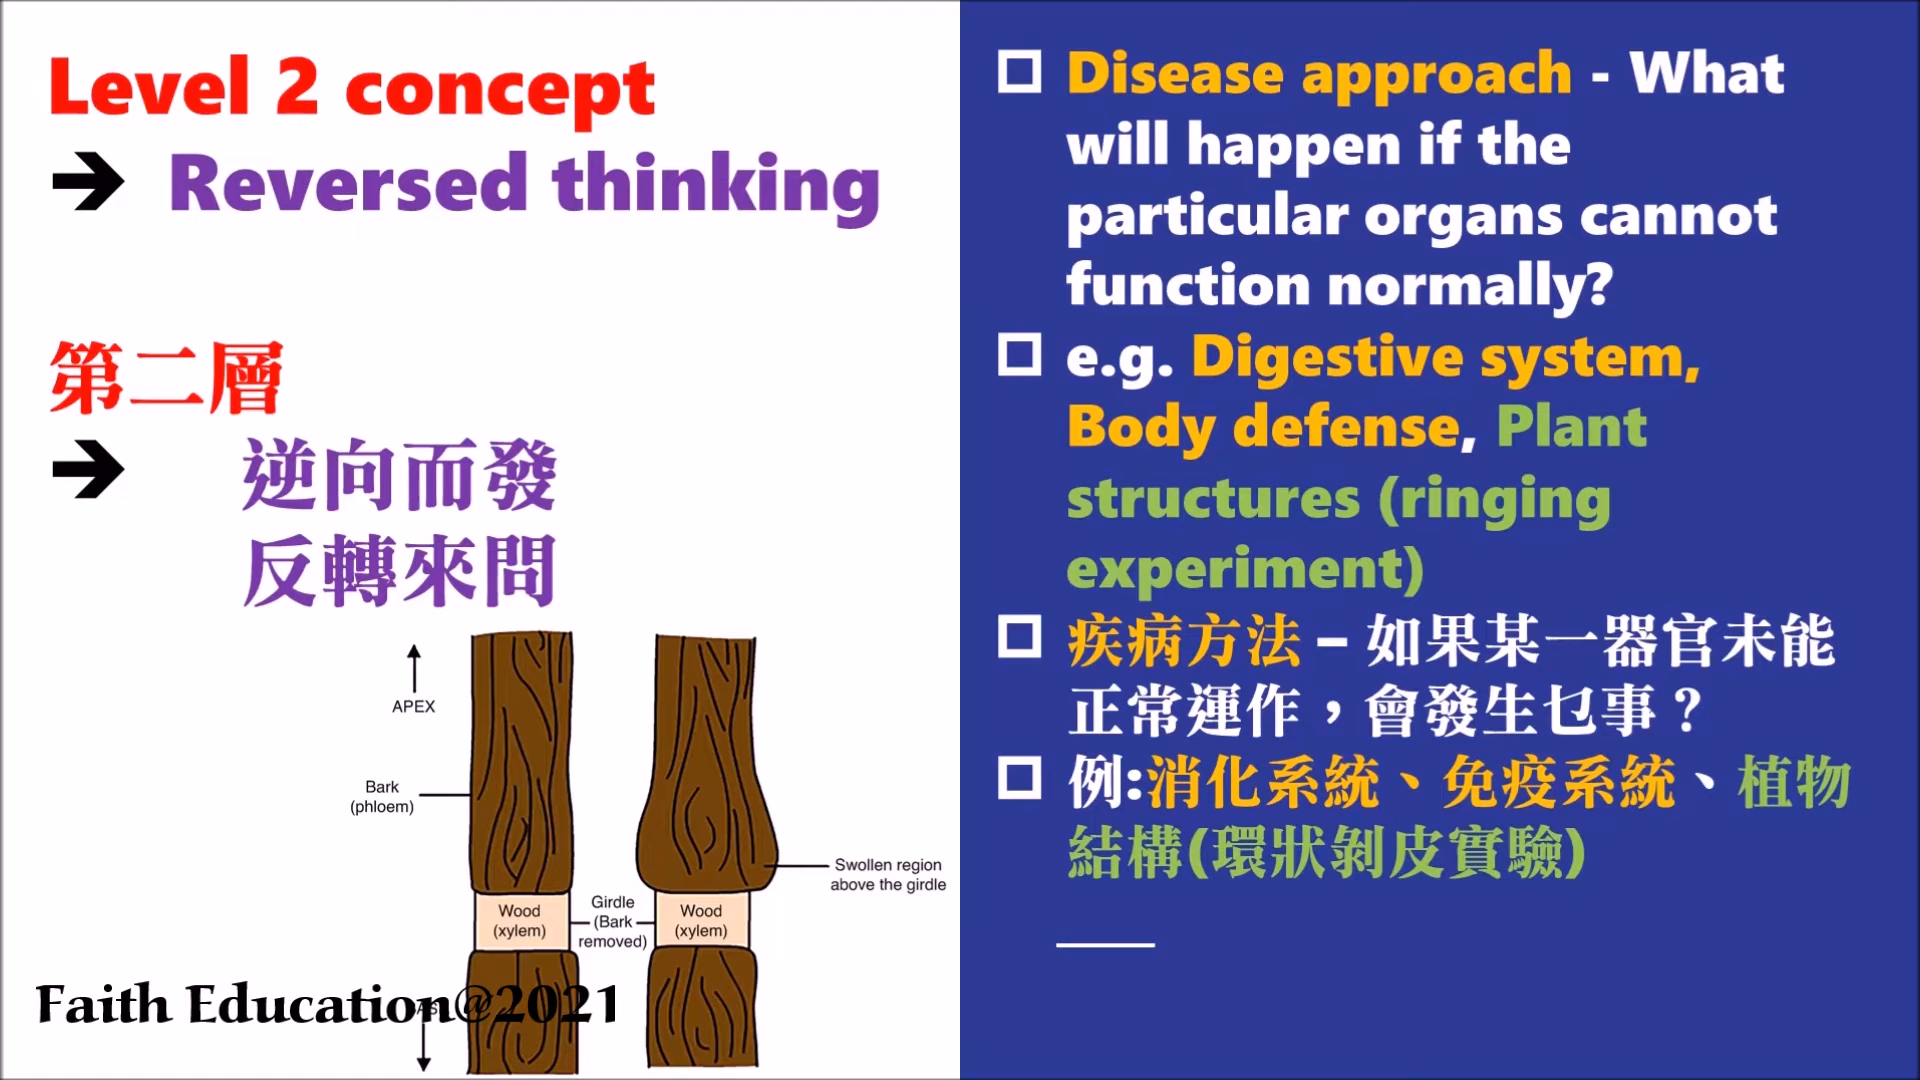 Level 2 concept
➔ Reversed thinking
第二層
➔ 逆向而發
反轉來問
APEX
Bark
(phloem)
Swollen region
above the girdle
Wood
(xylem)
Girdle
(Bark
removed)
Wood
(xylem)
Faith Education@2021
Disease approach - What
will happen if the
particular organs cannot
function normally?
e.g. Digestive system,
Body defense, Plant
structures (ringing
experiment)
疾病方法 – 如果某一器官未能
正常運作，會發生乜事？
例:消化系統、免疫系統、植物
結構(環狀剝皮實驗)